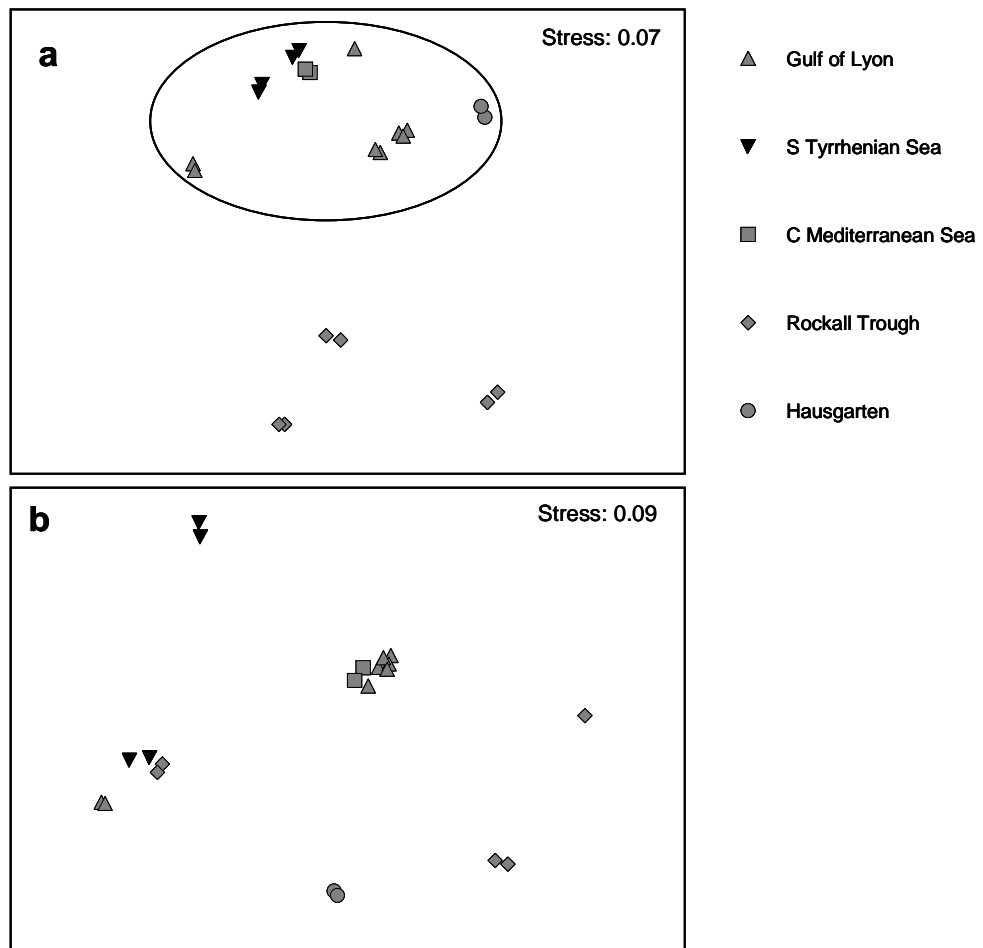 a
Stress: 0.07
Gulf of Lyon
S Tyrrhenian Sea
C Mediterranean Sea
Rockall Trough
Hausgarten
b
Stress: 0.09